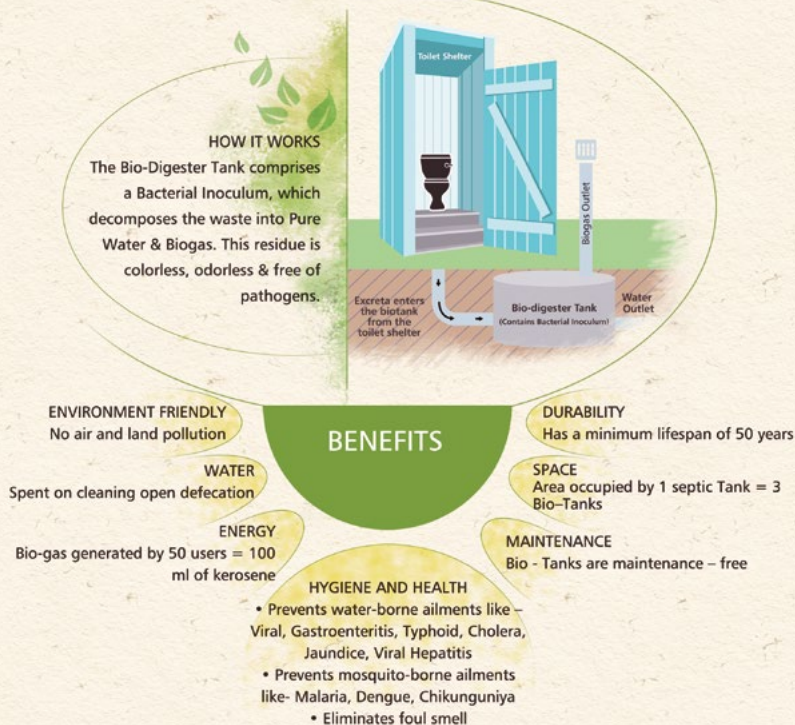 HOW IT WORKS
The Bio-Digester Tank comprises
a Bacterial Inoculum, which
decomposes the waste into Pure
Water & Biogas. This residue is
colorless, odorless & free of
pathogens.
Toilet Shelter
Biogas Outlet
Excreta enters
the biotank
from the
toilet shelter
Bio-digester Tank
(Contains Bacterial Inoculum)
Water
Outlet
BENEFITS
ENVIRONMENT FRIENDLY
No air and land pollution
WATER
Spent on cleaning open defecation
ENERGY
Bio-gas generated by 50 users = 100
ml of kerosene
HYGIENE AND HEALTH
• Prevents water-borne ailments like –
Viral, Gastroenteritis, Typhoid, Cholera,
Jaundice, Viral Hepatitis
• Prevents mosquito-borne ailments
like- Malaria, Dengue, Chikunguniya
• Eliminates foul smell
DURABILITY
Has a minimum lifespan of 50 years
SPACE
Area occupied by 1 septic Tank = 3
Bio–Tanks
MAINTENANCE
Bio - Tanks are maintenance – free